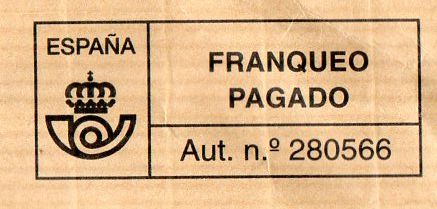 ESPAÑA
FRANQUEO
PAGADO
Aut. n.º 280566